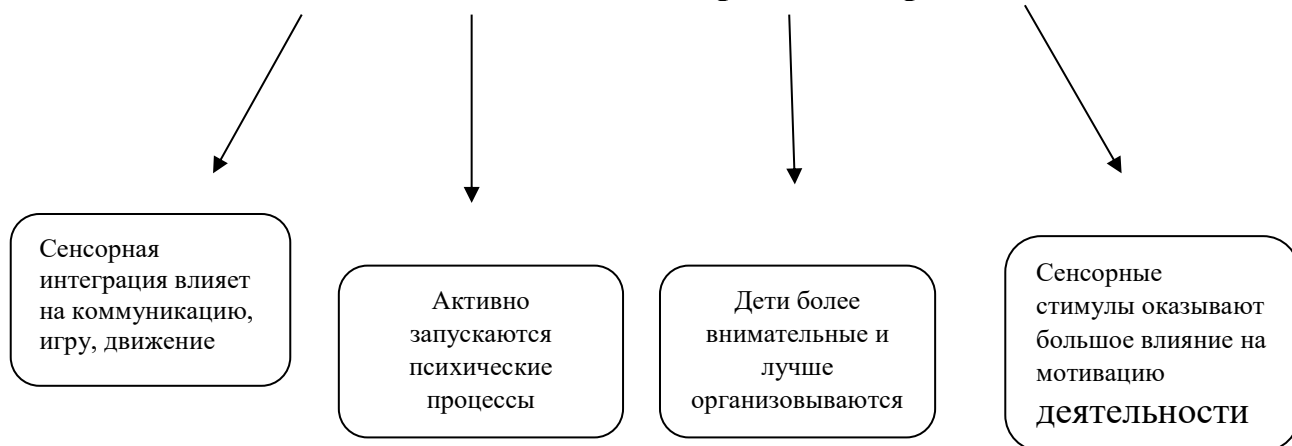 Сенсорная
интеграция влияет
на коммуникацию,
игру, движение
Активно
запускаются
психические
процессы
Дети более
внимательные и
лучше
организовываются
Сенсорные
стимулы оказывают
большое влияние на
мотивацию
деятельности